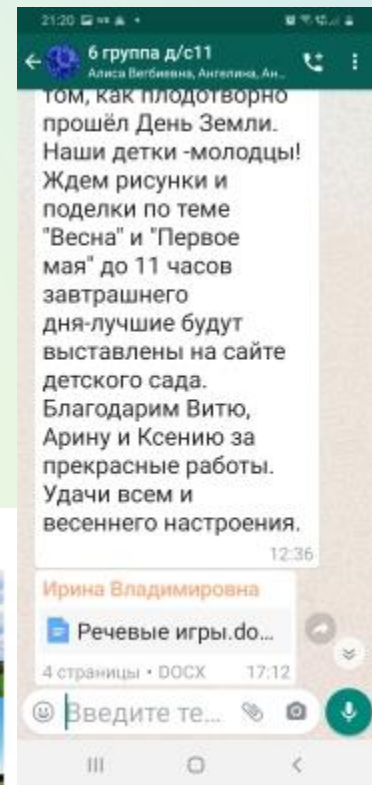 21:20
6 группа д/с11
Алиса Вегбиевна, Ангелина, Ан...
том, как плодотворно
прошёл День Земли.
Наши детки -молодцы!
Ждем рисунки и
поделки по теме
"Весна" и "Первое
мая" до 11 часов
завтрашнего
дня-лучшие будут
выставлены на сайте
детского сада.
Благодарим Витю,
Арину и Ксению за
прекрасные работы.
Удачи всем и
весеннего настроения.
12:36
Ирина Владимировна
Речевые игры.do...
4 страницы • DOCX 17:12
Введите те...